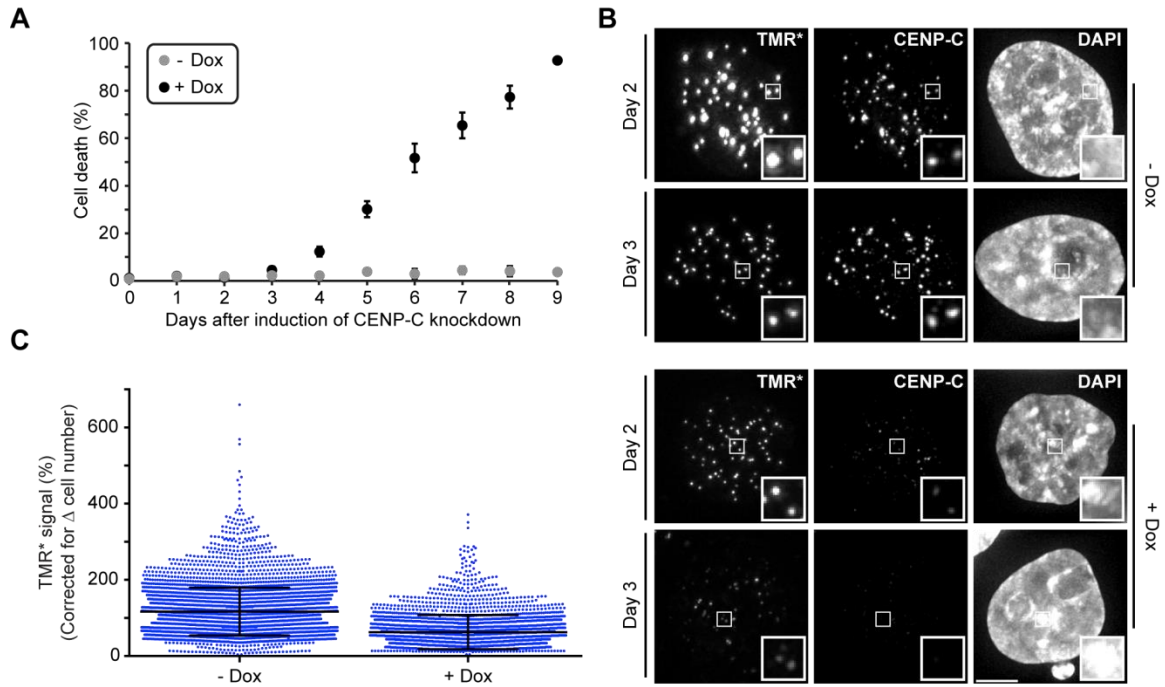 A
100
80
60
40
20
0
Cell death (%)
- Dox
+ Dox
0 1 2 3 4 5 6 7 8 9
Days after induction of CENP-C knockdown
B
TMR* CENP-C DAPI
Day 2
Day 3
- Dox
TMR* CENP-C DAPI
Day 2
Day 3
+ Dox
C
600
400
200
0
TMR* signal (%)
(Corrected for Δ cell number)
- Dox + Dox